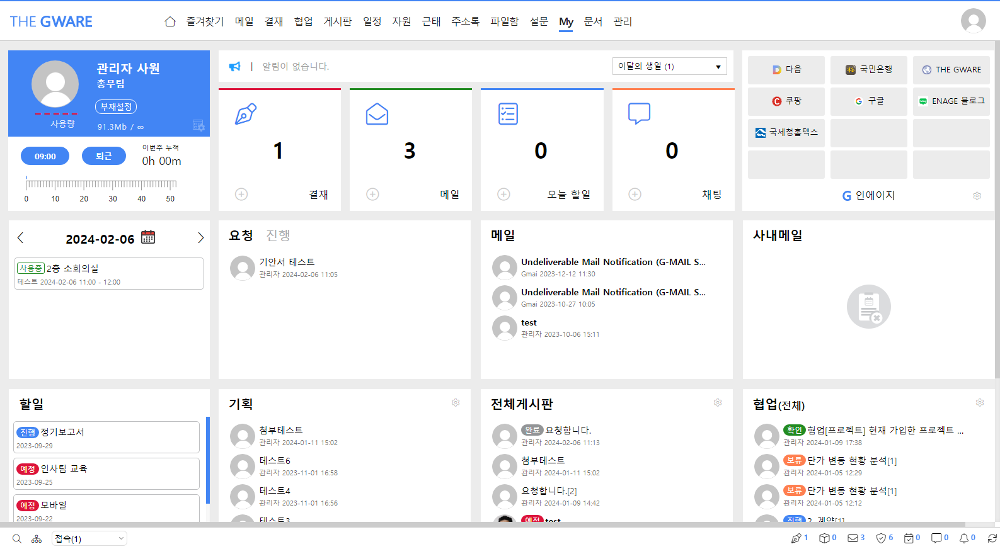 THE GWARE
즐겨찾기 메일 결재 협업 게시판 일정 자원 근태 주소록 파일함 설문 My 문서 관리
관리자 사원
총무팀
부재설정
사용량 91.3Mb / ∞
09:00 퇴근
이번주 누적
0h 00m
0 10 20 30 40 50
알림이 없습니다.
이달의 생일 (1)
1
결재
3
메일
0
오늘 할일
0
채팅
다음 국민은행 THE GWARE
쿠팡 구글 ENAGE 블로그
국세청홈텍스
인에이지
2024-02-06
사용중 2층 소회의실
테스트 2024-02-06 11:00 - 12:00
요청 진행
기안서 테스트
관리자 2024-02-06 11:05
메일
Undeliverable Mail Notification (G-MAIL S...
Gmai 2023-12-12 11:30
Undeliverable Mail Notification (G-MAIL S...
Gmai 2023-10-27 10:05
test
관리자 2023-10-06 15:11
사내메일
할일
진행 정기보고서
2023-09-29
예정 인사팀 교육
2023-09-25
예정 모바일
2023-09-22
기획
첨부테스트
관리자 2024-01-11 15:02
테스트6
관리자 2023-11-01 16:58
테스트4
관리자 2023-11-01 16:56
테스트3
전체게시판
완료 요청합니다.
관리자 2024-02-06 11:13
첨부테스트
관리자 2024-01-11 15:02
요청합니다.[2]
관리자 2024-01-09 14:42
예정 test
협업(전체)
확인 협업[프로젝트] 현재 가입한 프로젝트 ...
관리자 2024-01-09 17:38
보류 단가 변동 현황 분석[1]
관리자 2024-01-05 12:29
보류 단가 변동 현황 분석[1]
관리자 2024-01-05 12:12
진행 2. 계약[1]
접속(1)
1 0 3 6 0 0 0